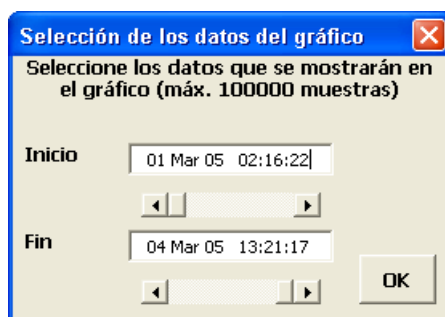 Selección de los datos del gráfico
Seleccione los datos que se mostrarán en
el gráfico (máx. 100000 muestras)
Inicio
01 Mar 05 02:16:22
Fin
04 Mar 05 13:21:17
OK